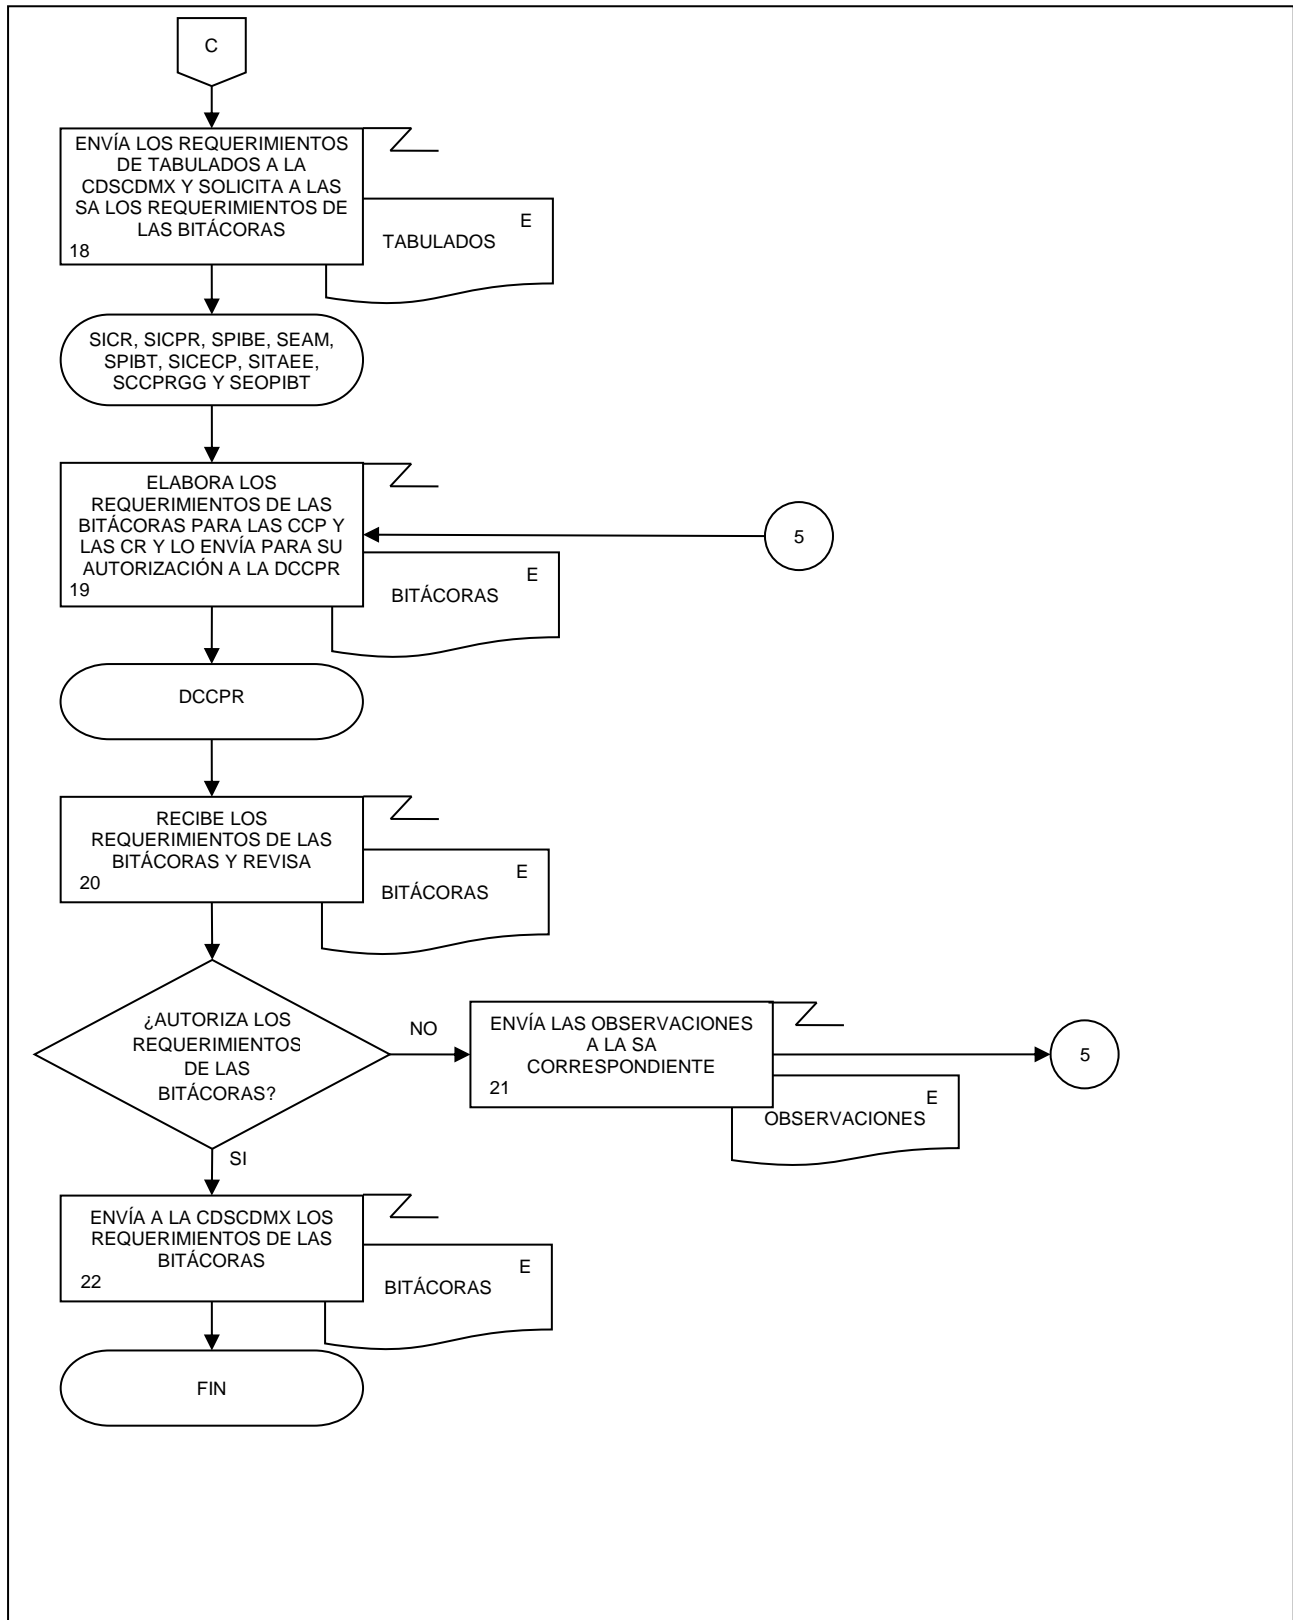 C
ENVÍA LOS REQUERIMIENTOS
DE TABULADOS A LA
CDSCDMX Y SOLICITA A LAS
SA LOS REQUERIMIENTOS DE
LAS BITÁCORAS
18
E
TABULADOS
SICR, SICPR, SPIBE, SEAM,
SPIBT, SICECP, SITAEE,
SCCPRGG Y SEOPIBT
ELABORA LOS
REQUERIMIENTOS DE LAS
BITÁCORAS PARA LAS CCP Y
LAS CR Y LO ENVÍA PARA SU
AUTORIZACIÓN A LA DCCPR
19
5
E
BITÁCORAS
DCCPR
RECIBE LOS
REQUERIMIENTOS DE LAS
BITÁCORAS Y REVISA
20
E
BITÁCORAS
¿AUTORIZA LOS
REQUERIMIENTOS
DE LAS
BITÁCORAS?
NO
ENVÍA LAS OBSERVACIONES
A LA SA
CORRESPONDIENTE
21
5
E
OBSERVACIONES
SI
ENVÍA A LA CDSCDMX LOS
REQUERIMIENTOS DE LAS
BITÁCORAS
22
E
BITÁCORAS
FIN